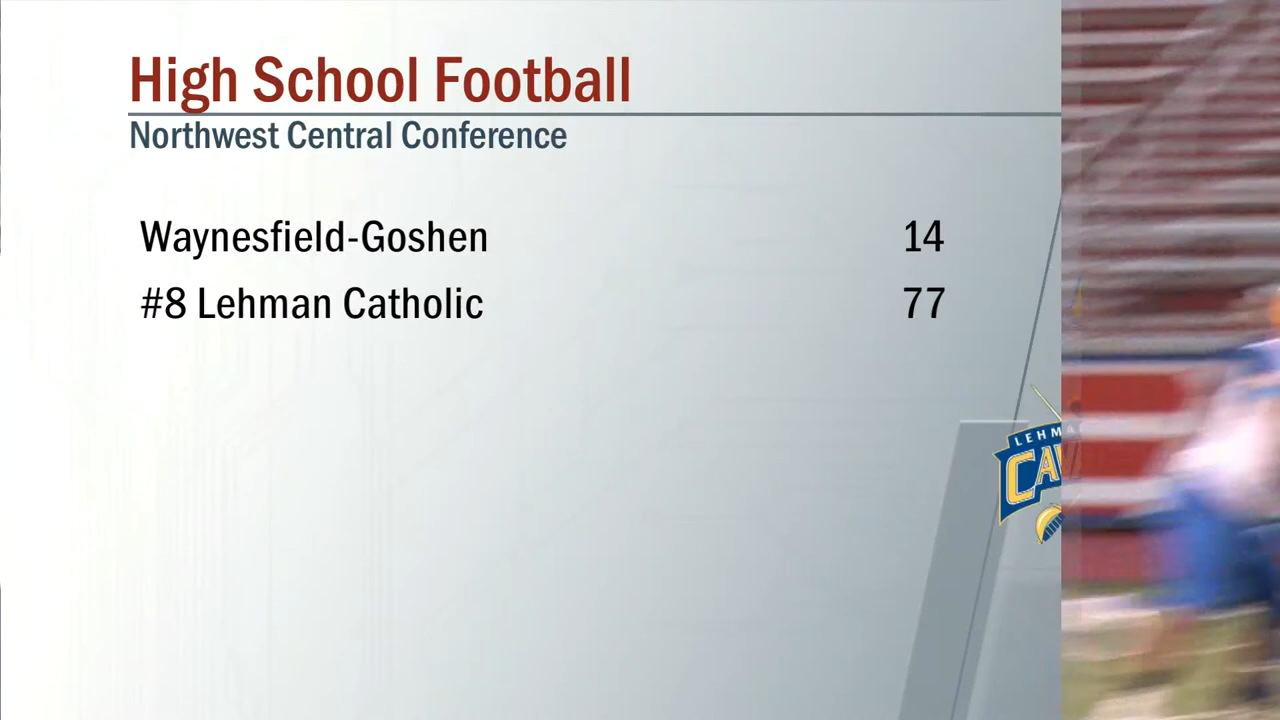 High School Football
Northwest Central Conference
Waynesfield-Goshen 14
#8 Lehman Catholic 77